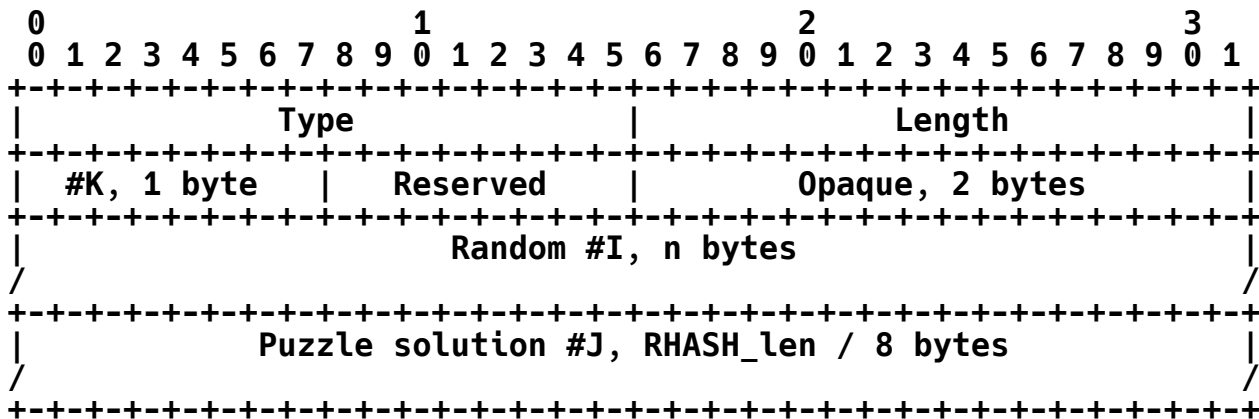 0                   1                   2                   3
 0 1 2 3 4 5 6 7 8 9 0 1 2 3 4 5 6 7 8 9 0 1 2 3 4 5 6 7 8 9 0 1
+-+-+-+-+-+-+-+-+-+-+-+-+-+-+-+-+-+-+-+-+-+-+-+-+-+-+-+-+-+-+-+-+
|             Type              |             Length            |
+-+-+-+-+-+-+-+-+-+-+-+-+-+-+-+-+-+-+-+-+-+-+-+-+-+-+-+-+-+-+-+-+
|  #K, 1 byte   |   Reserved    |        Opaque, 2 bytes        |
+-+-+-+-+-+-+-+-+-+-+-+-+-+-+-+-+-+-+-+-+-+-+-+-+-+-+-+-+-+-+-+-+
|                      Random #I, n bytes                       |
/                                                               /
+-+-+-+-+-+-+-+-+-+-+-+-+-+-+-+-+-+-+-+-+-+-+-+-+-+-+-+-+-+-+-+-+
|            Puzzle solution #J, RHASH_len / 8 bytes            |
/                                                               /
+-+-+-+-+-+-+-+-+-+-+-+-+-+-+-+-+-+-+-+-+-+-+-+-+-+-+-+-+-+-+-+-+